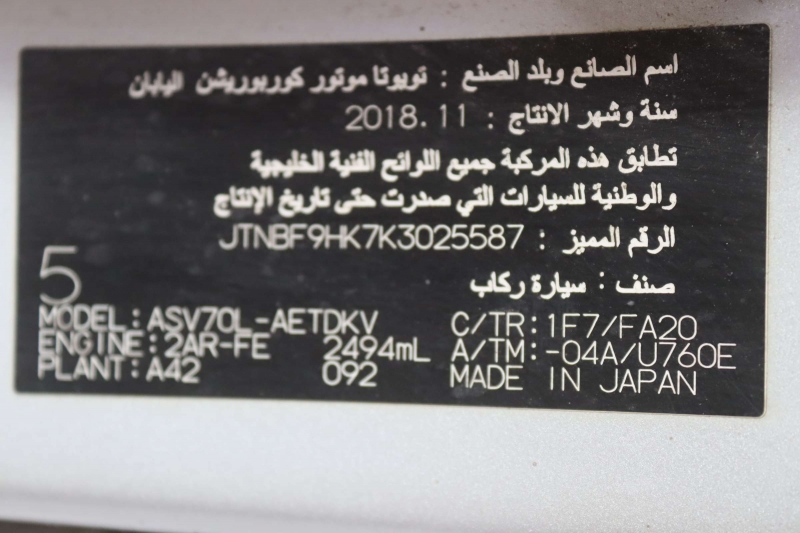 اسم الصانع وبلد الصنع : تويوتا موتور كوربوريشن اليابان
سنة وشهر الانتاج : 2018.11
تطابق هذه المركبة جميع اللوائح الفنية الخليجية
والوطنية للسيارات التي صدرت حتى تاريخ الإنتاج
الرقم المميز : JTNBF9HK7K3025587
صنف : سيارة ركاب
5
MODEL:ASV70L-AETDKV C/TR:1F7/FA20
ENGINE:2AR-FE 2494mL A/TM:-04A/U760E
PLANT:A42 092 MADE IN JAPAN